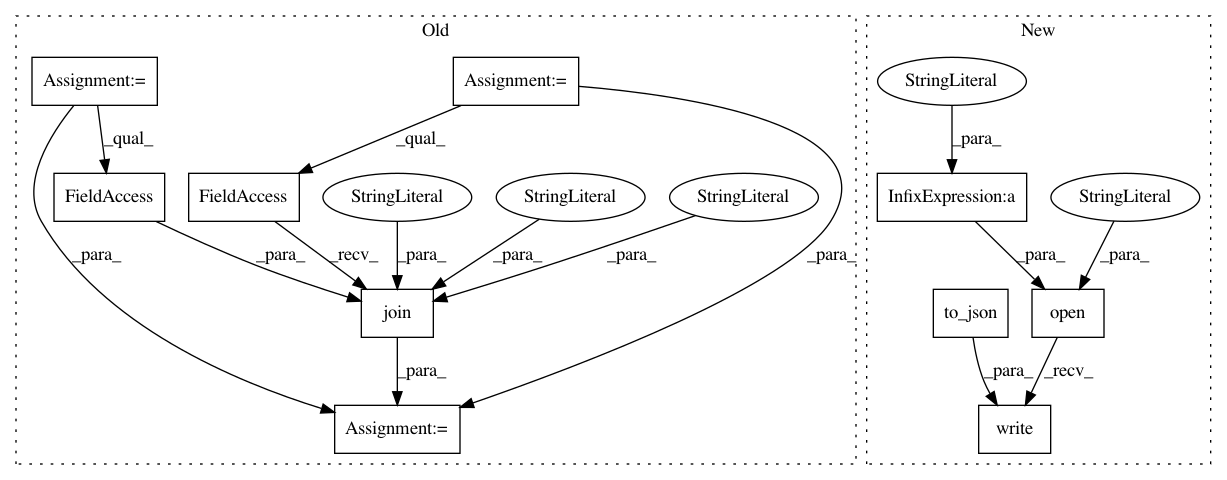 Old
New
Assignment:=
Assignment:=
StringLiteral
_qual_
_qual_
_para_
FieldAccess
FieldAccess
StringLiteral
StringLiteral
StringLiteral
InfixExpression:a
StringLiteral
_para_
_para_
_recv_
_para_
_para_
_para_
_para_
_para_
_para_
join
to_json
open
_para_
_para_
_recv_
Assignment:=
write